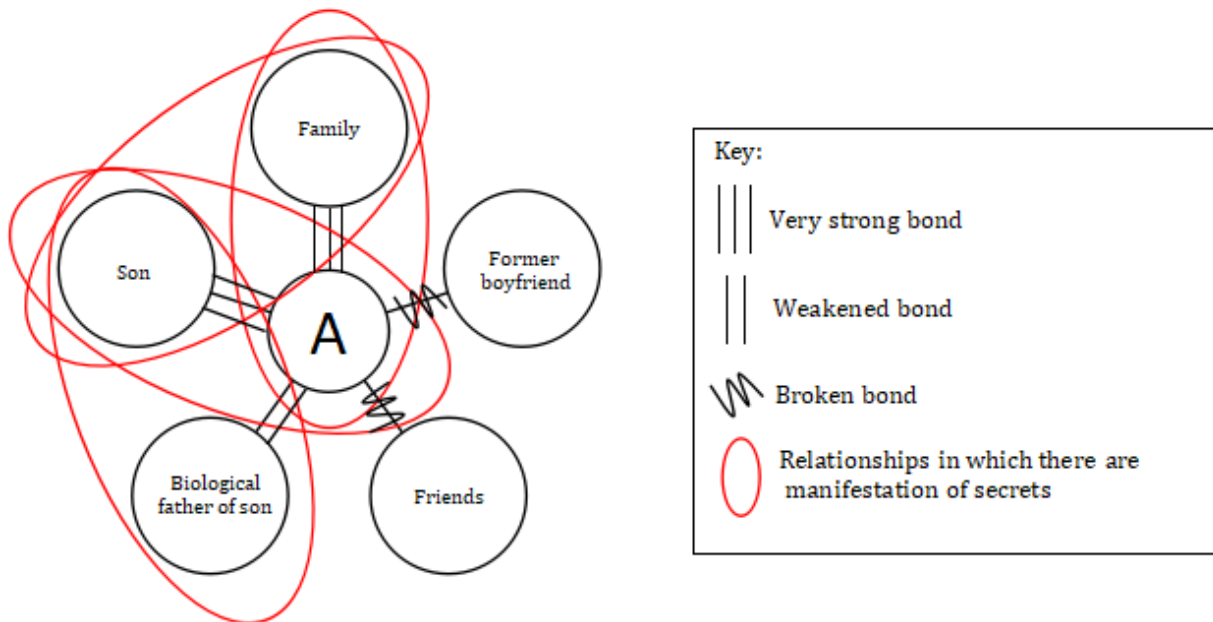 Family
Son
Former
boyfriend
A
Biological
father of son
Friends
Key:
Very strong bond
Weakened bond
Broken bond
Relationships in which there are
manifestation of secrets